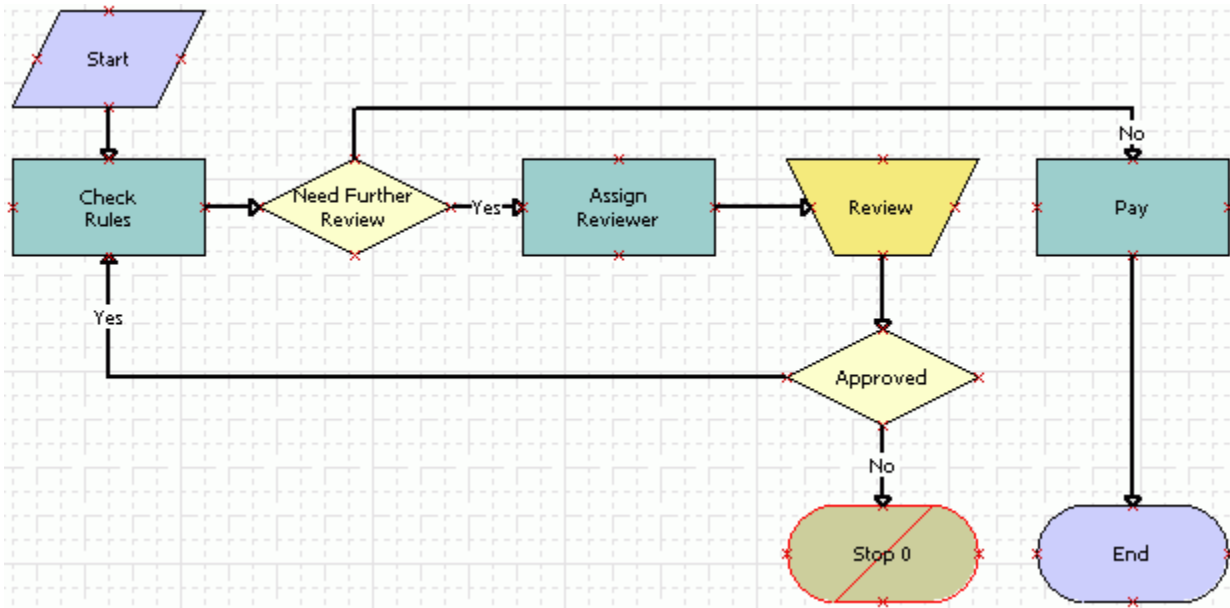 Start
No
Check
Rules
Need Further
Review
Yes
Assign
Reviewer
Review
Pay
Yes
Approved
No
Stop 0
End